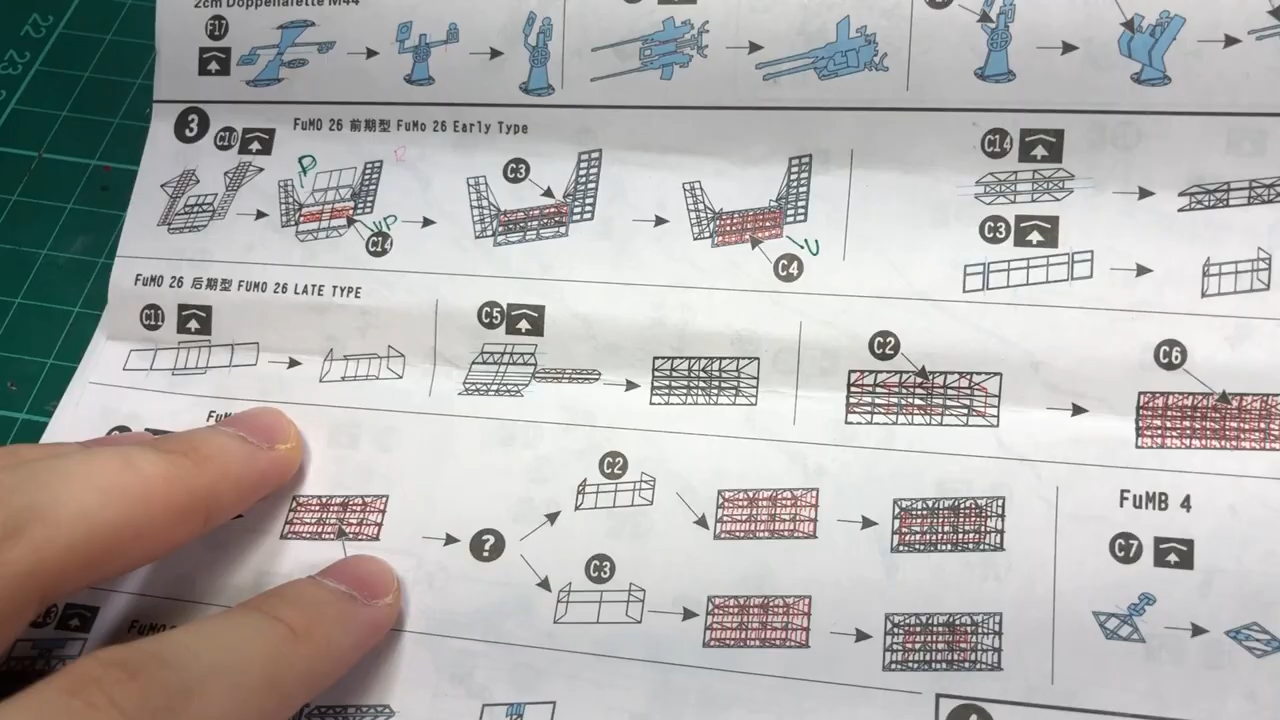 2cm Doppellafette M44
F17
3
C10
FuMO 26 前期型 FuMo 26 Early Type
P
R
C3
C14
UP
C4
U
C14
C3
FuMO 26 后期型 FUMO 26 LATE TYPE
C11
C5
C2
C6
C2
?
C3
FuMB 4
C7